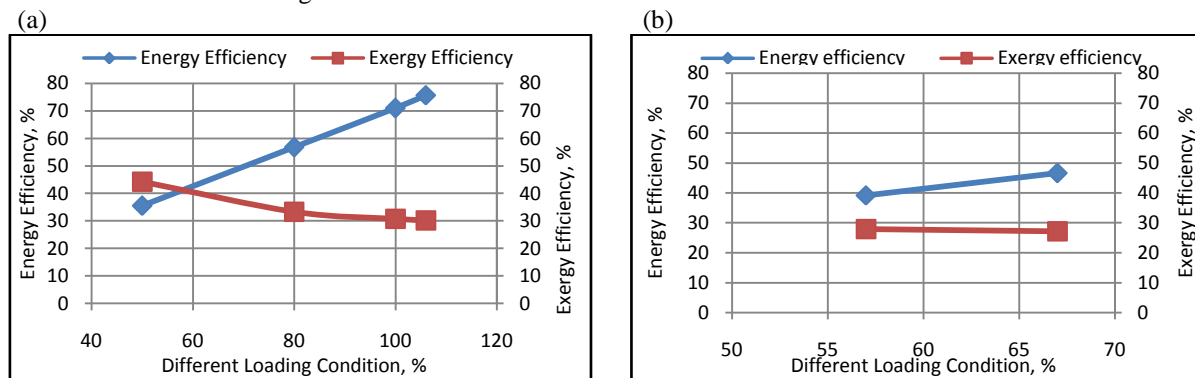 (a)
Energy Efficiency
Exergy Efficiency
80
70
60
50
40
30
20
10
0
Energy Efficiency, %
80
70
60
50
40
30
20
10
0
Exergy Efficiency, %
40 60 80 100 120
Different Loading Condition, %
(b)
Energy efficiency
Exergy efficiency
80
70
60
50
40
30
20
10
0
Energy Efficiency, %
80
70
60
50
40
30
20
10
0
Exergy Efficiency, %
50 55 60 65 70
Different Loading Condition, %